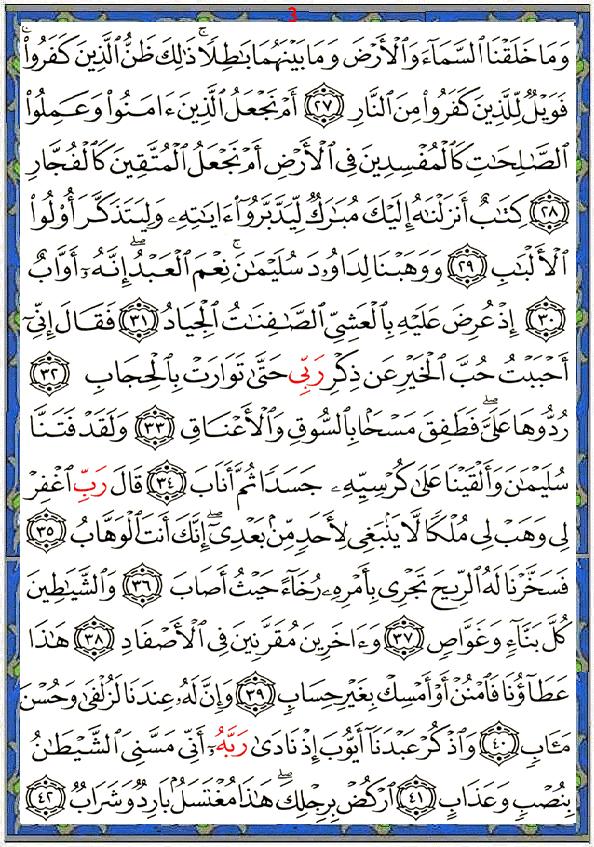 3
وَمَا خَلَقْنَا ٱلسَّمَآءَ وَٱلْأَرْضَ وَمَا بَيْنَهُمَا بَٰطِلًا ۚ ذَٰلِكَ ظَنُّ ٱلَّذِينَ كَفَرُوا۟ ۚ
فَوَيْلٌ لِّلَّذِينَ كَفَرُوا۟ مِنَ ٱلنَّارِ ٢٧ أَمْ نَجْعَلُ ٱلَّذِينَ ءَامَنُوا۟ وَعَمِلُوا۟
ٱلصَّٰلِحَٰتِ كَٱلْمُفْسِدِينَ فِى ٱلْأَرْضِ أَمْ نَجْعَلُ ٱلْمُتَّقِينَ كَٱلْفُجَّارِ
٢٨ كِتَٰبٌ أَنزَلْنَٰهُ إِلَيْكَ مُبَٰرَكٌ لِّيَدَّبَّرُوٓا۟ ءَايَٰتِهِۦ وَلِيَتَذَكَّرَ أُو۟لُوا۟
ٱلْأَلْبَٰبِ ٢٩ وَوَهَبْنَا لِدَاوُۥدَ سُلَيْمَٰنَ ۚ نِعْمَ ٱلْعَبْدُ ۖ إِنَّهُۥٓ أَوَّابٌ
٣٠ إِذْ عُرِضَ عَلَيْهِ بِٱلْعَشِىِّ ٱلصَّٰفِنَٰتُ ٱلْجِيَادُ ٣١ فَقَالَ إِنِّىٓ
أَحْبَبْتُ حُبَّ ٱلْخَيْرِ عَن ذِكْرِ رَبِّى حَتَّىٰ تَوَارَتْ بِٱلْحِجَابِ ٣٢
رُدُّوهَا عَلَىَّ ۖ فَطَفِقَ مَسْحًۢا بِٱلسُّوقِ وَٱلْأَعْنَاقِ ٣٣ وَلَقَدْ فَتَنَّا
سُلَيْمَٰنَ وَأَلْقَيْنَا عَلَىٰ كُرْسِيِّهِۦ جَسَدًا ثُمَّ أَنَابَ ٣٤ قَالَ رَبِّ ٱغْفِرْ
لِى وَهَبْ لِى مُلْكًا لَّا يَنۢبَغِى لِأَحَدٍ مِّنۢ بَعْدِىٓ ۖ إِنَّكَ أَنتَ ٱلْوَهَّابُ ٣٥
فَسَخَّرْنَا لَهُ ٱلرِّيحَ تَجْرِى بِأَمْرِهِۦ رُخَآءً حَيْثُ أَصَابَ ٣٦ وَٱلشَّيَٰطِينَ
كُلَّ بَنَّآءٍ وَغَوَّاصٍ ٣٧ وَءَاخَرِينَ مُقَرَّنِينَ فِى ٱلْأَصْفَادِ ٣٨ هَٰذَا
عَطَآؤُنَا فَٱمْنُنْ أَوْ أَمْسِكْ بِغَيْرِ حِسَابٍ ٣٩ وَإِنَّ لَهُۥ عِندَنَا لَزُلْفَىٰ وَحُسْنَ
مَـَٔابٍ ٤٠ وَٱذْكُرْ عَبْدَنَآ أَيُّوبَ إِذْ نَادَىٰ رَبَّهُۥٓ أَنِّى مَسَّنِىَ ٱلشَّيْطَٰنُ
بِنُصْبٍ وَعَذَابٍ ٤١ ٱرْكُضْ بِرِجْلِكَ ۖ هَٰذَا مُغْتَسَلٌۢ بَارِدٌ وَشَرَابٌ ٤٢